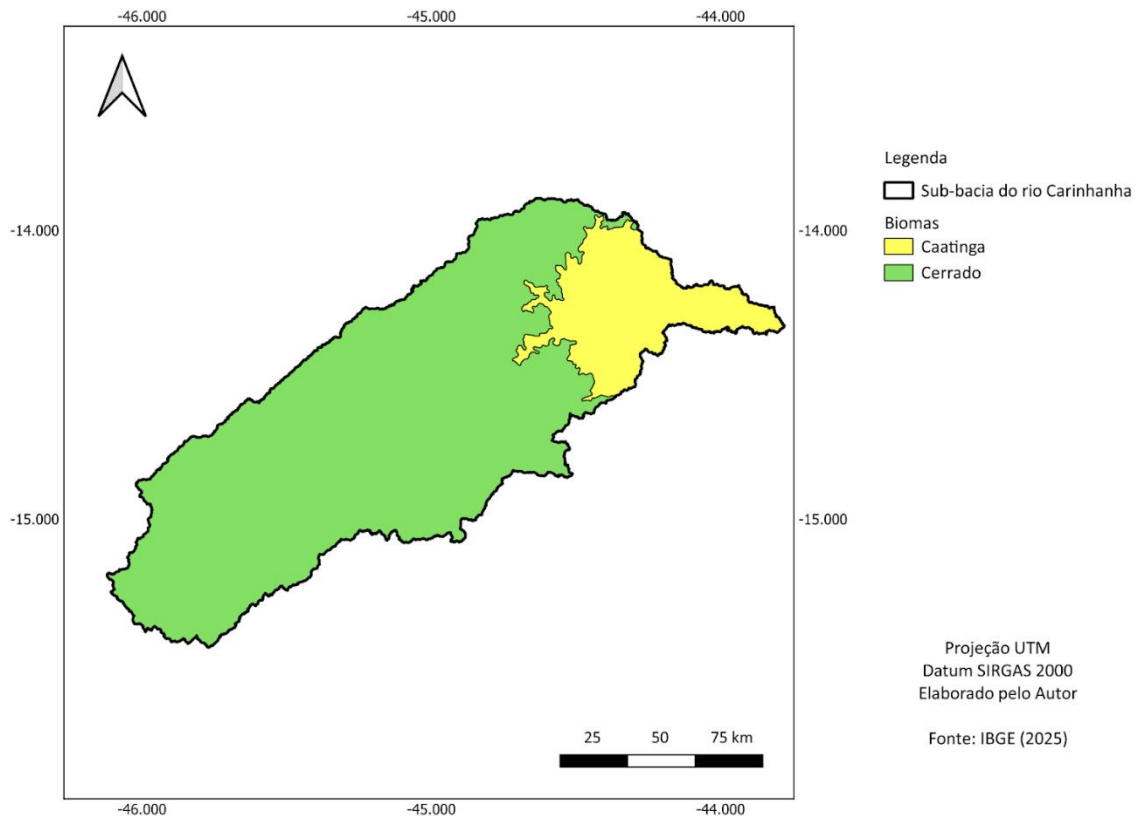 -46.000 -45.000 -44.000
-14.000 -14.000
-15.000 -15.000
Legenda
Sub-bacia do rio Carinhanha
Biomas
Caatinga
Cerrado
Projeção UTM
Datum SIRGAS 2000
Elaborado pelo Autor
Fonte: IBGE (2025)
25 50 75 km
-46.000 -45.000 -44.000